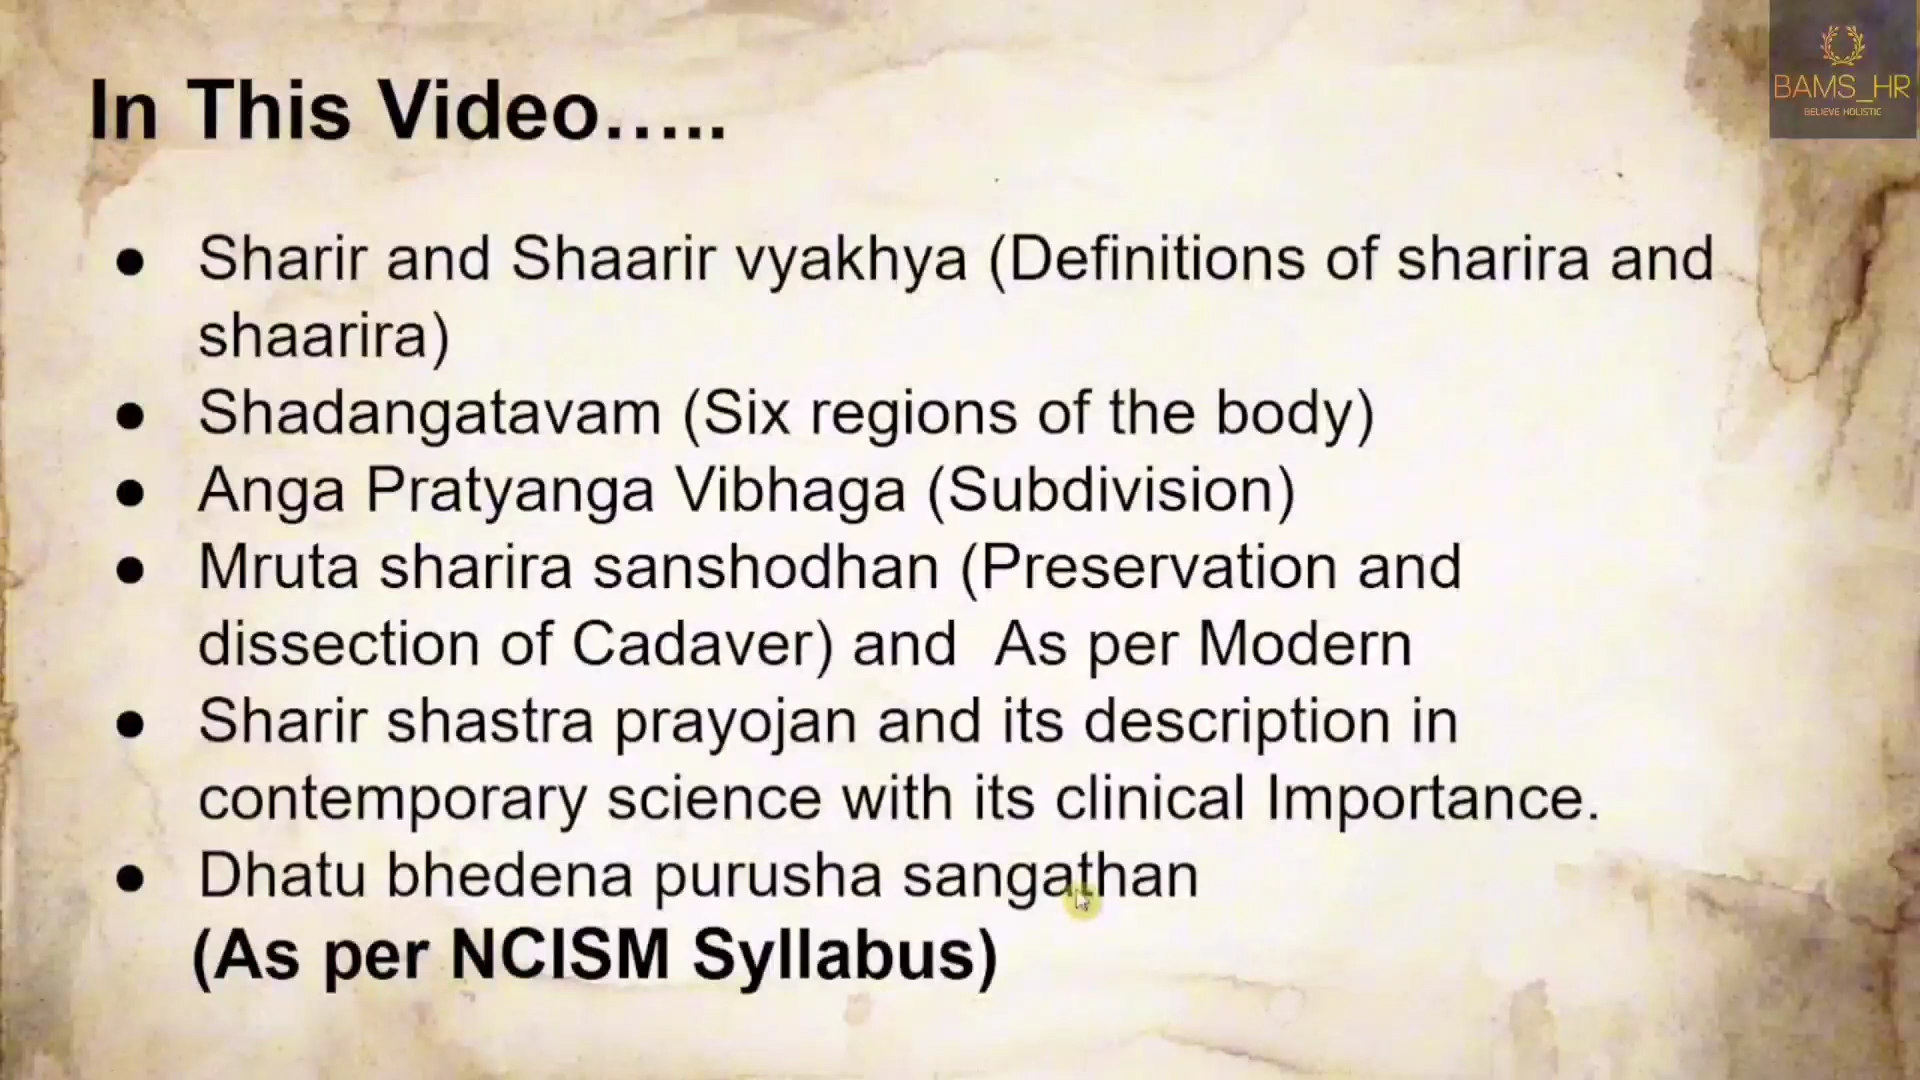 In This Video…..
BAMS_HR
BELIEVE HOLISTIC
● Sharir and Shaarir vyakhya (Definitions of sharira and
shaarira)
● Shadangatavam (Six regions of the body)
● Anga Pratyanga Vibhaga (Subdivision)
● Mruta sharira sanshodhan (Preservation and
dissection of Cadaver) and  As per Modern
● Sharir shastra prayojan and its description in
contemporary science with its clinical Importance.
● Dhatu bhedena purusha sangathan
(As per NCISM Syllabus)